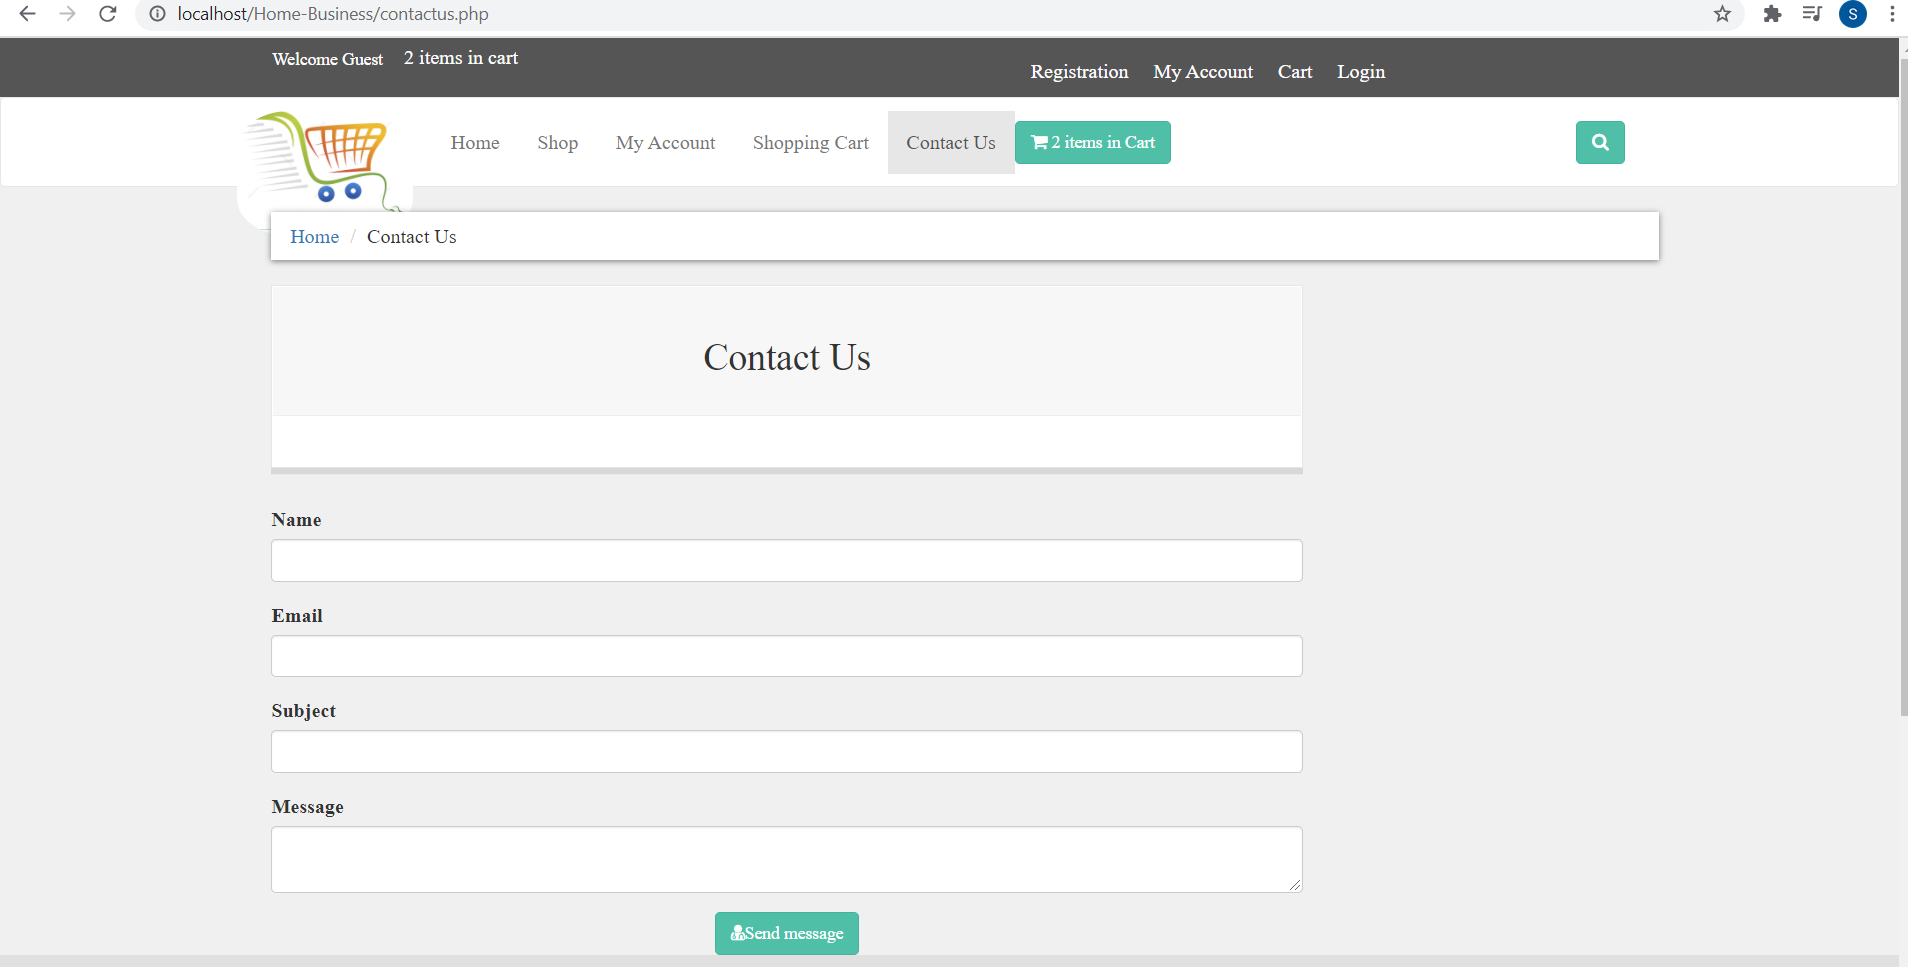 localhost/Home-Business/contactus.php
S
Welcome Guest 2 items in cart
Registration My Account Cart Login
Home Shop My Account Shopping Cart Contact Us 2 items in Cart
Home / Contact Us
Contact Us
Name
Email
Subject
Message
Send message